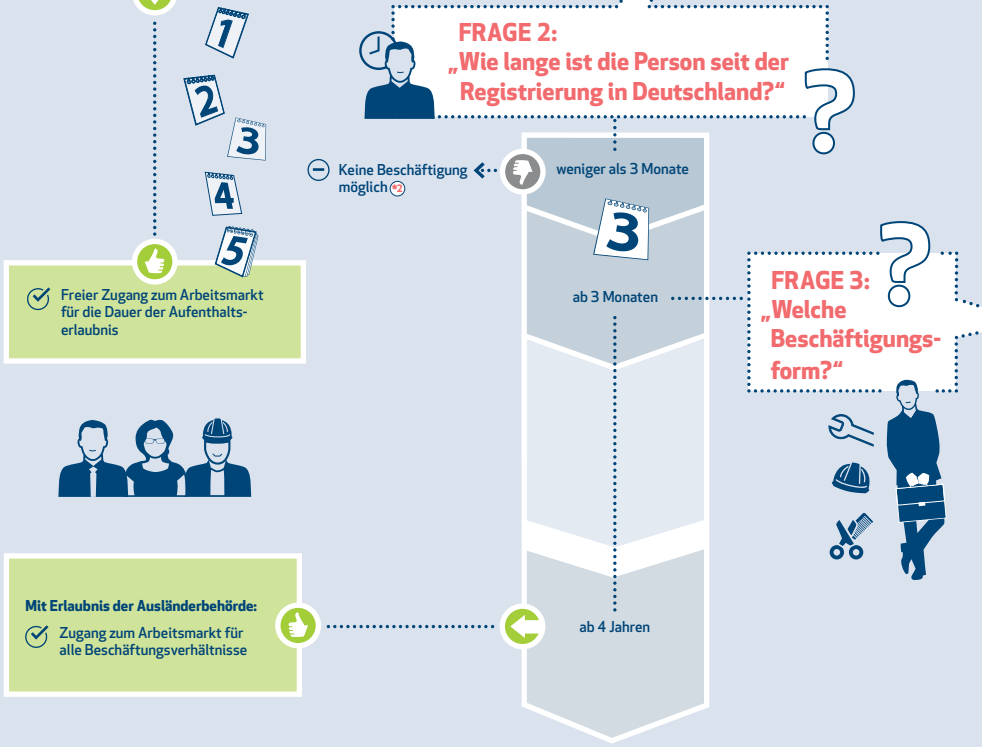 1
2
3
4
5
FRAGE 2:
„Wie lange ist die Person seit der
Registrierung in Deutschland?“
weniger als 3 Monate
Keine Beschäftigung
möglich *2
3
ab 3 Monaten
FRAGE 3:
„Welche
Beschäftigungs-
form?“
Freier Zugang zum Arbeitsmarkt
für die Dauer der Aufenthalts-
erlaubnis
ab 4 Jahren
Mit Erlaubnis der Ausländerbehörde:
Zugang zum Arbeitsmarkt für
alle Beschäftungsverhältnisse